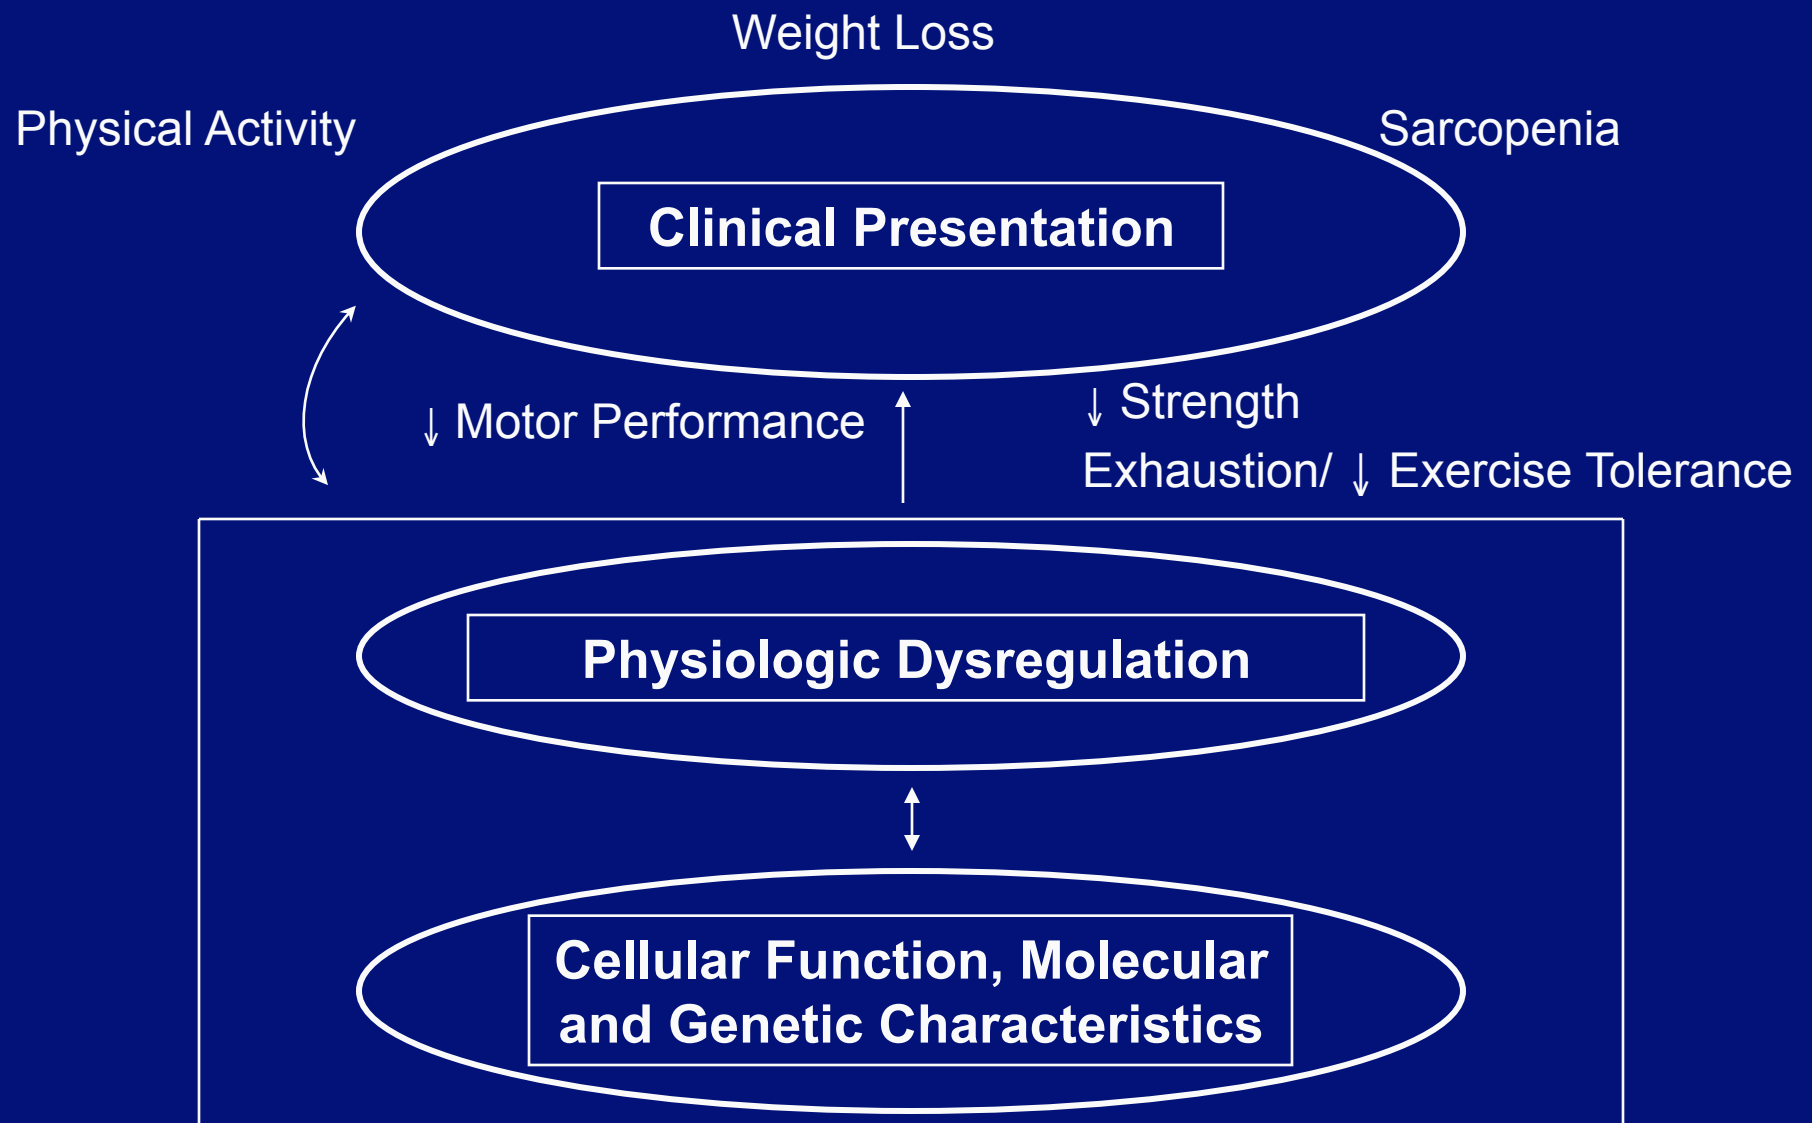 Weight Loss
Physical Activity
Sarcopenia
Clinical Presentation
↓ Motor Performance
↓ Strength
Exhaustion/ ↓ Exercise Tolerance
Physiologic Dysregulation
Cellular Function, Molecular
and Genetic Characteristics